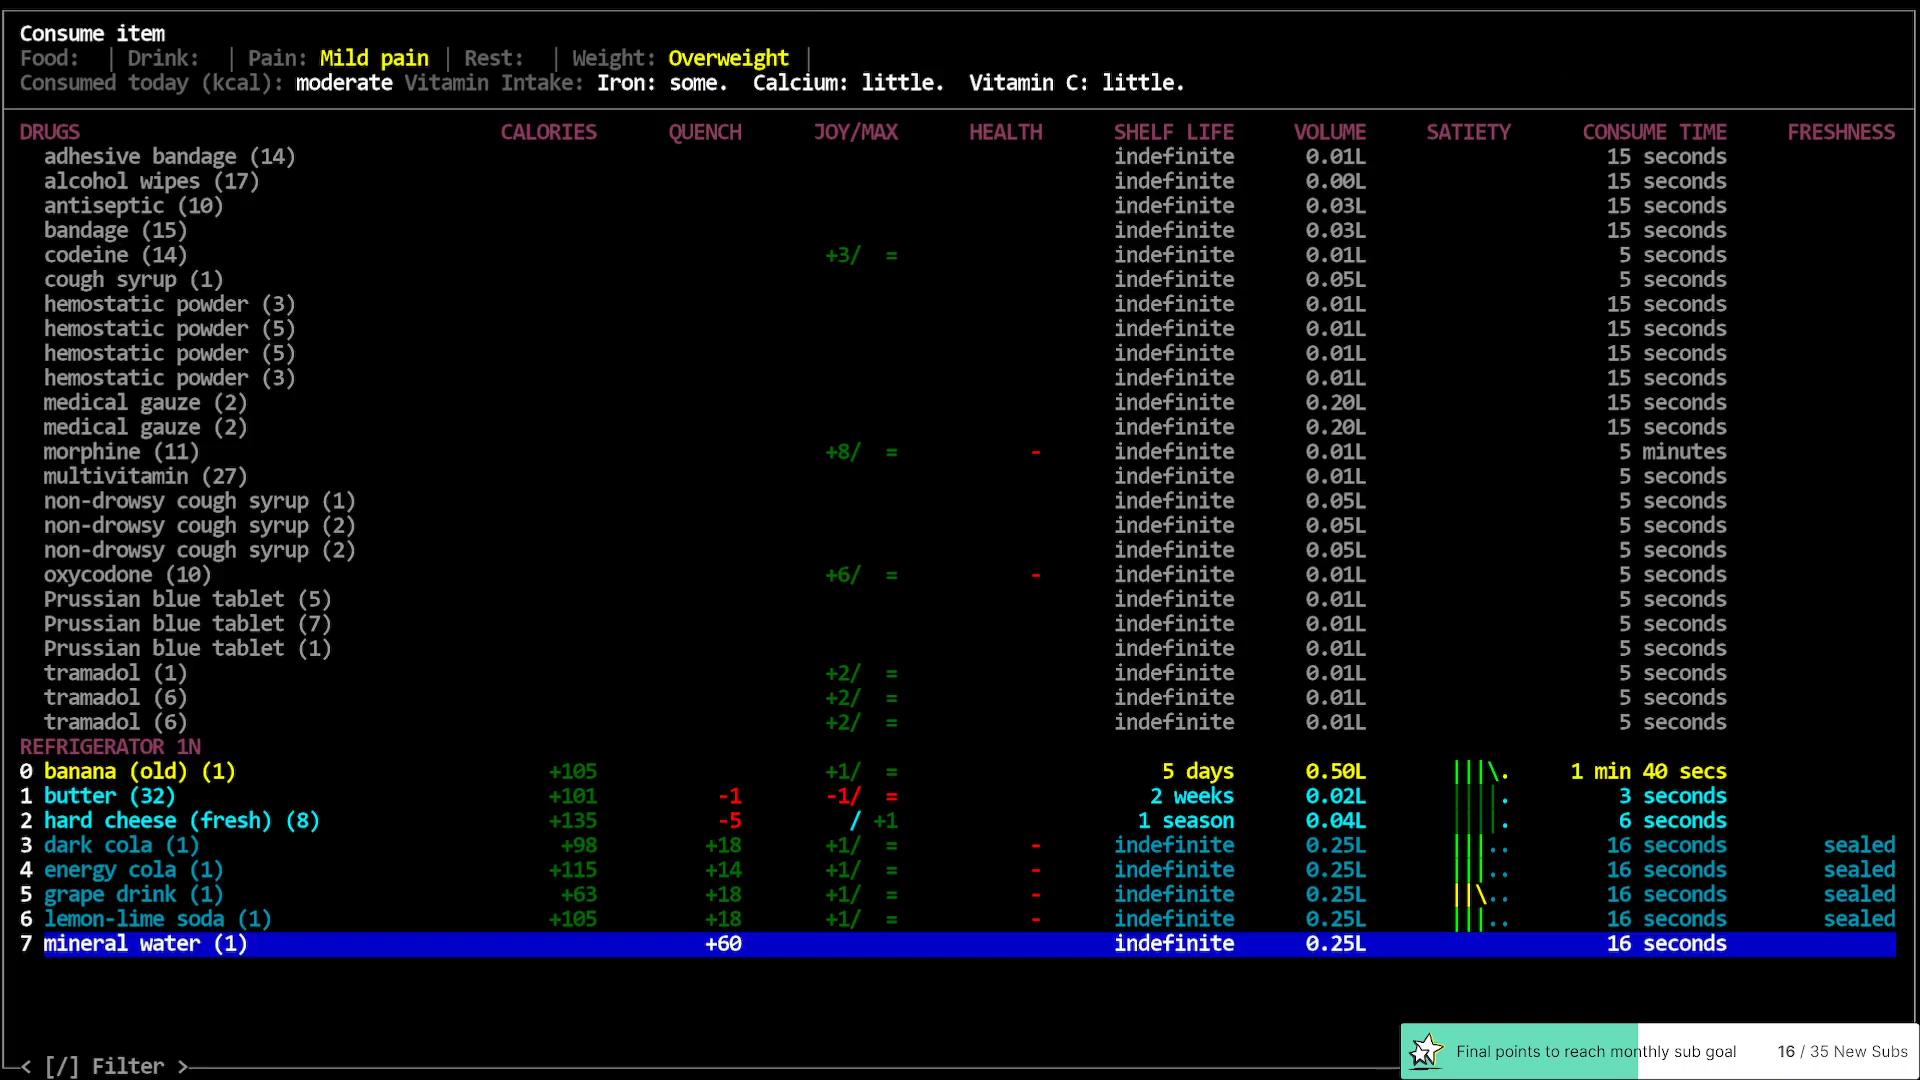 Consume item
Food: | Drink: | Pain: Mild pain | Rest: | Weight: Overweight |
Consumed today (kcal): moderate Vitamin Intake: Iron: some. Calcium: little. Vitamin C: little.
DRUGS CALORIES QUENCH JOY/MAX HEALTH SHELF LIFE VOLUME SATIETY CONSUME TIME FRESHNESS
adhesive bandage (14) indefinite 0.01L 15 seconds
alcohol wipes (17) indefinite 0.00L 15 seconds
antiseptic (10) indefinite 0.03L 15 seconds
bandage (15) indefinite 0.03L 15 seconds
codeine (14) +3/ = indefinite 0.01L 5 seconds
cough syrup (1) indefinite 0.05L 5 seconds
hemostatic powder (3) indefinite 0.01L 15 seconds
hemostatic powder (5) indefinite 0.01L 15 seconds
hemostatic powder (5) indefinite 0.01L 15 seconds
hemostatic powder (3) indefinite 0.01L 15 seconds
medical gauze (2) indefinite 0.20L 15 seconds
medical gauze (2) indefinite 0.20L 15 seconds
morphine (11) +8/ = - indefinite 0.01L 5 minutes
multivitamin (27) indefinite 0.01L 5 seconds
non-drowsy cough syrup (1) indefinite 0.05L 5 seconds
non-drowsy cough syrup (2) indefinite 0.05L 5 seconds
non-drowsy cough syrup (2) indefinite 0.05L 5 seconds
oxycodone (10) +6/ = - indefinite 0.01L 5 seconds
Prussian blue tablet (5) indefinite 0.01L 5 seconds
Prussian blue tablet (7) indefinite 0.01L 5 seconds
Prussian blue tablet (1) indefinite 0.01L 5 seconds
tramadol (1) +2/ = indefinite 0.01L 5 seconds
tramadol (6) +2/ = indefinite 0.01L 5 seconds
tramadol (6) +2/ = indefinite 0.01L 5 seconds
REFRIGERATOR 1N
0 banana (old) (1) +105 +1/ = 5 days 0.50L |||\. 1 min 40 secs
1 butter (32) +101 -1 -1/ = 2 weeks 0.02L ||||. 3 seconds
2 hard cheese (fresh) (8) +135 -5 / +1 1 season 0.04L ||||. 6 seconds
3 dark cola (1) +98 +18 +1/ = - indefinite 0.25L |||.. 16 seconds sealed
4 energy cola (1) +115 +14 +1/ = - indefinite 0.25L |||.. 16 seconds sealed
5 grape drink (1) +63 +18 +1/ = - indefinite 0.25L ||\.. 16 seconds sealed
6 lemon-lime soda (1) +105 +18 +1/ = - indefinite 0.25L |||.. 16 seconds sealed
7 mineral water (1) +60 indefinite 0.25L 16 seconds
< [/] Filter >
Final points to reach monthly sub goal 16 / 35 New Subs